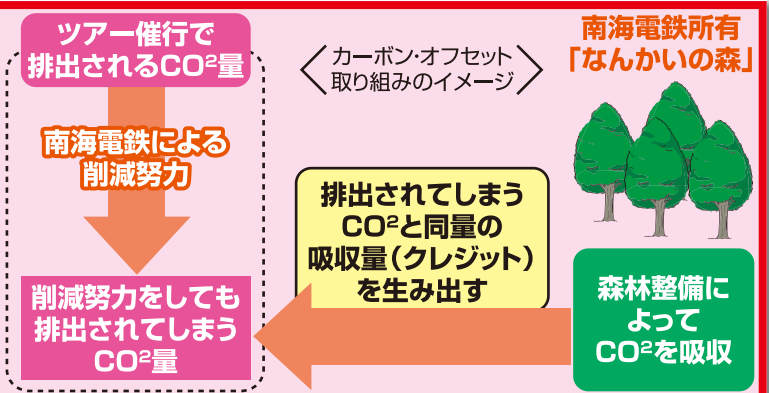 ツアー催行で
排出されるCO²量
カーボン・オフセット
取り組みのイメージ
南海電鉄所有
「なんかいの森」
南海電鉄による
削減努力
排出されてしまう
CO²と同量の
吸収量(クレジット)
を生み出す
削減努力をしても
排出されてしまう
CO²量
森林整備に
よって
CO²を吸収